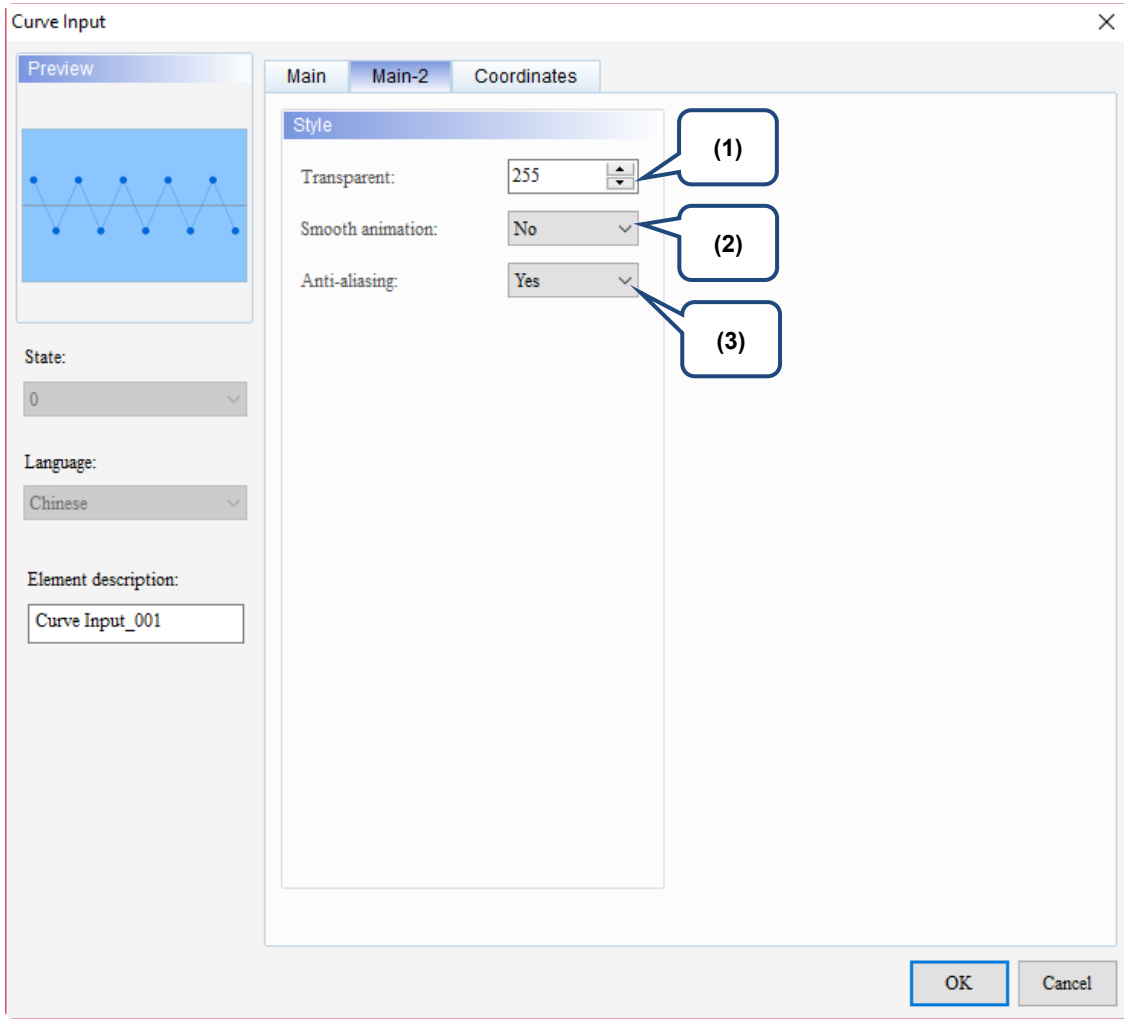 Curve Input
Preview
Main Main-2 Coordinates
Style
Transparent: 255
(1)
Smooth animation: No
(2)
Anti-aliasing: Yes
(3)
State:
0
Language:
Chinese
Element description:
Curve Input_001
OK Cancel